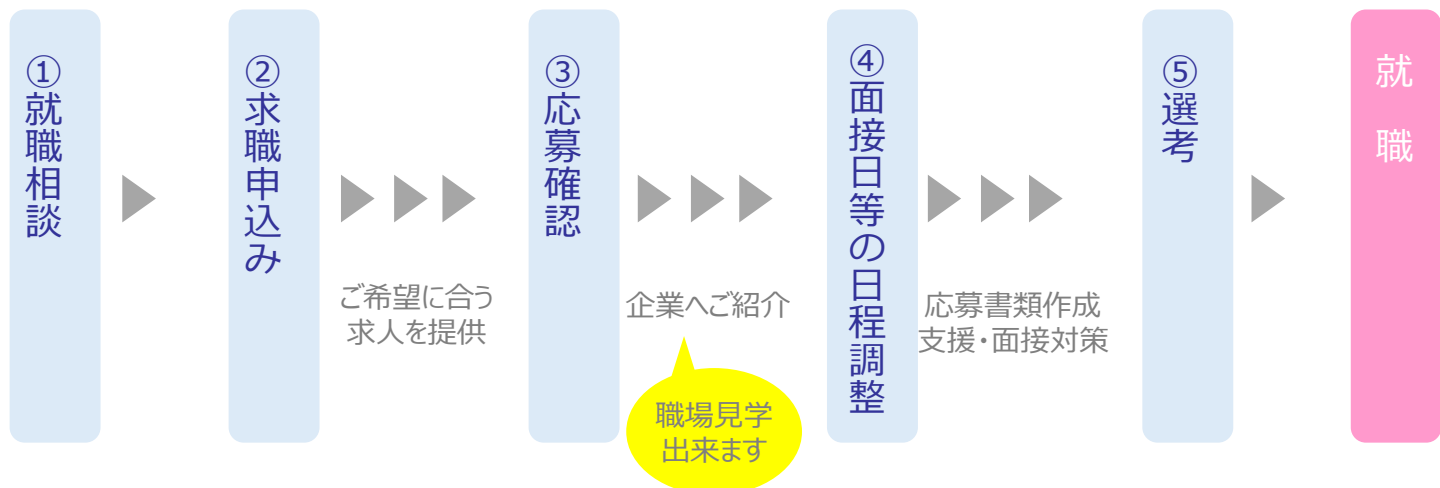 ①就職相談
②求職申込み
ご希望に合う
求人を提供
③応募確認
企業へご紹介
職場見学
出来ます
④面接日等の日程調整
応募書類作成
支援・面接対策
⑤選考
就職